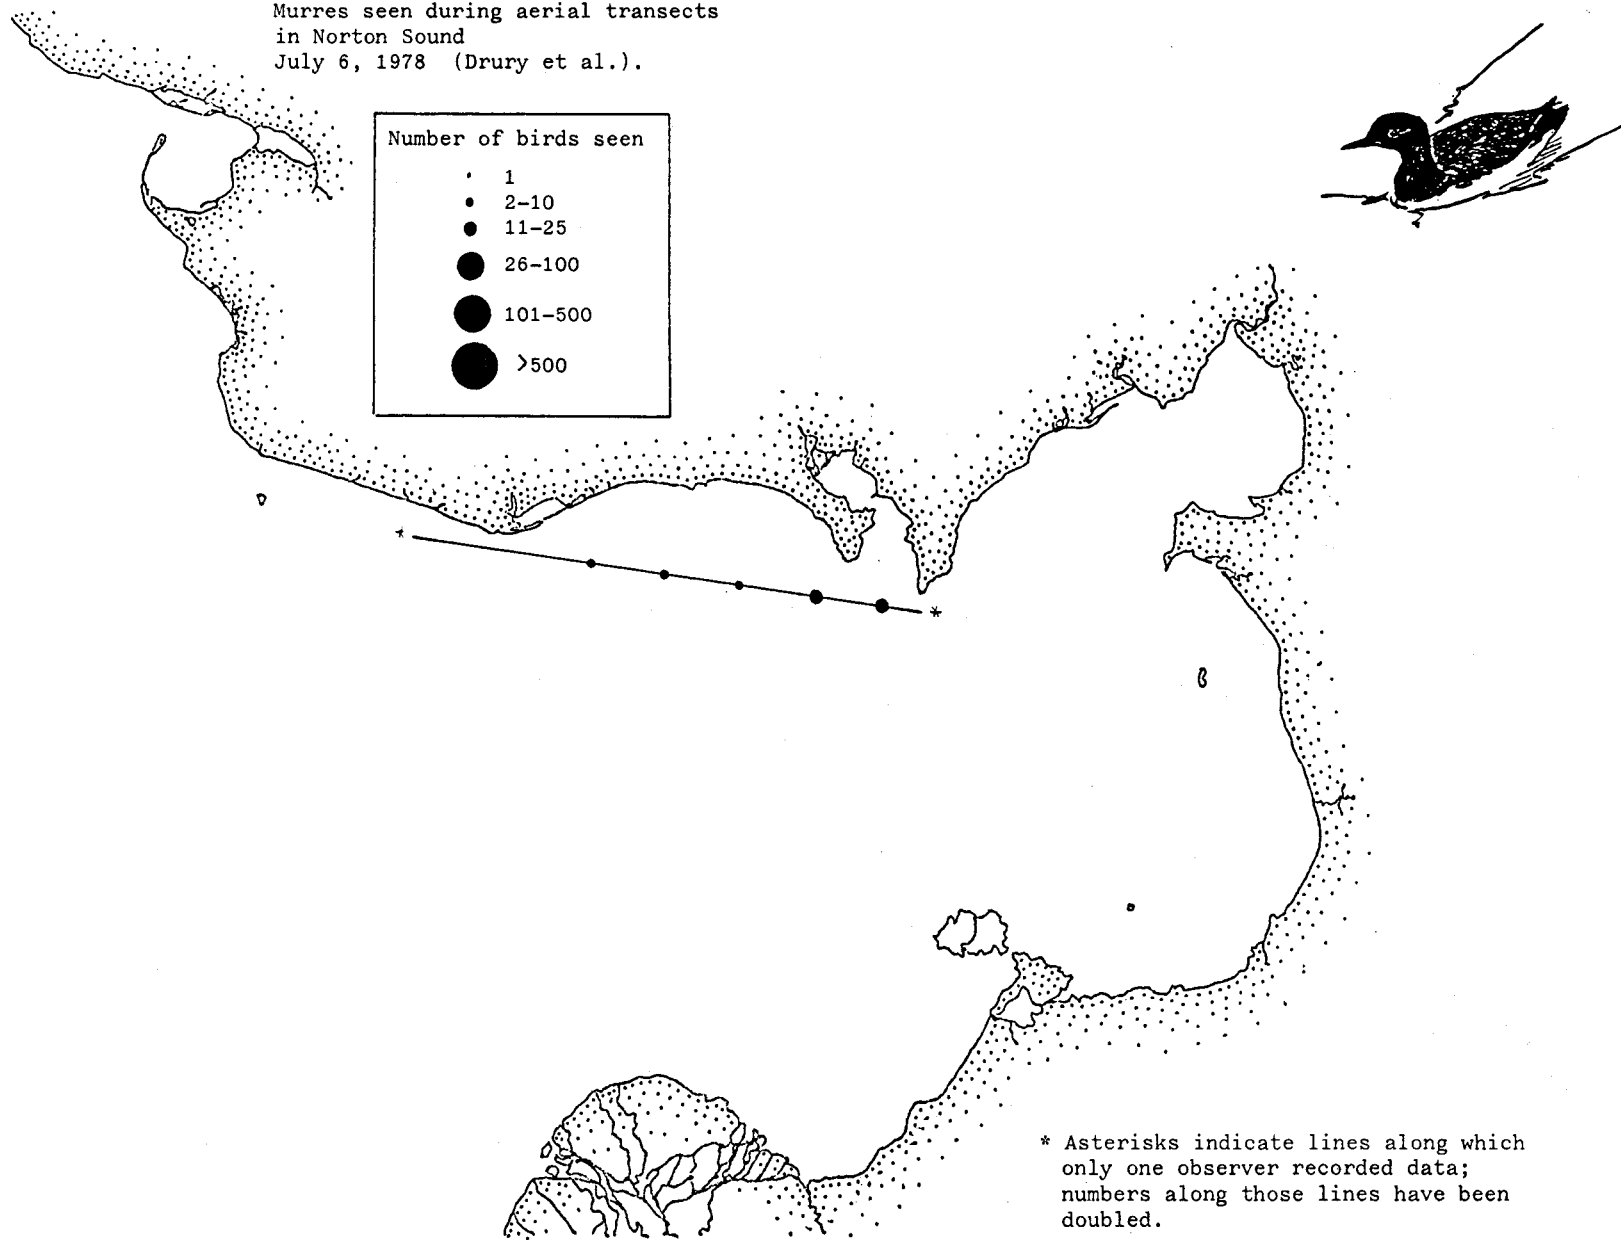 Murres seen during aerial transects
in Norton Sound
July 6, 1978 (Drury et al.).
Number of birds seen
1
2-10
11-25
26-100
101-500
>500
*
*
* Asterisks indicate lines along which
only one observer recorded data;
numbers along those lines have been
doubled.